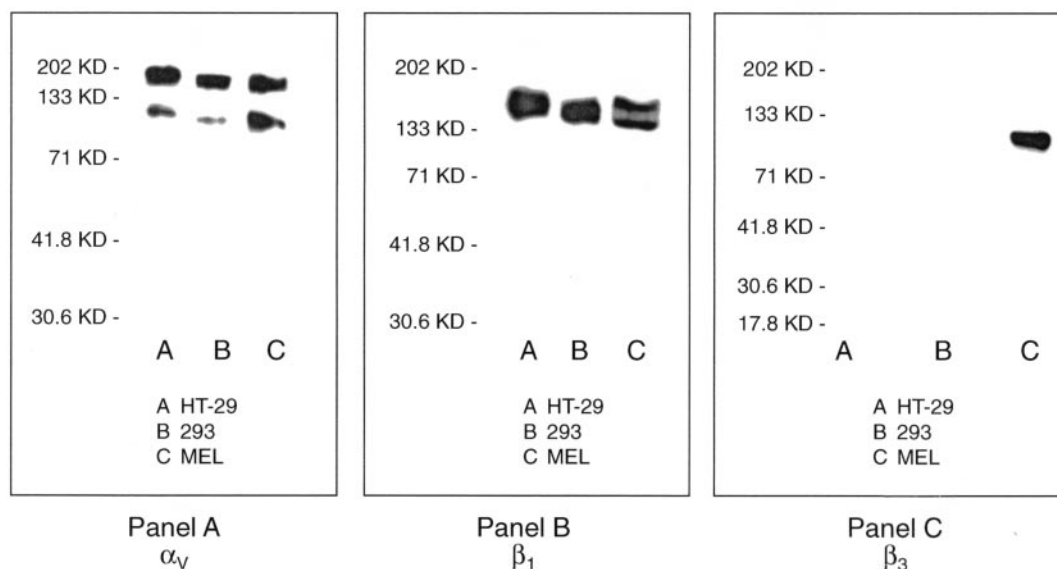 202 KD -
133 KD -
71 KD -
41.8 KD -
30.6 KD -
A B C
A HT-29
B 293
C MEL
Panel A
αV
202 KD -
133 KD -
71 KD -
41.8 KD -
30.6 KD -
A B C
A HT-29
B 293
C MEL
Panel B
β1
202 KD -
133 KD -
71 KD -
41.8 KD -
30.6 KD -
17.8 KD -
A B C
A HT-29
B 293
C MEL
Panel C
β3